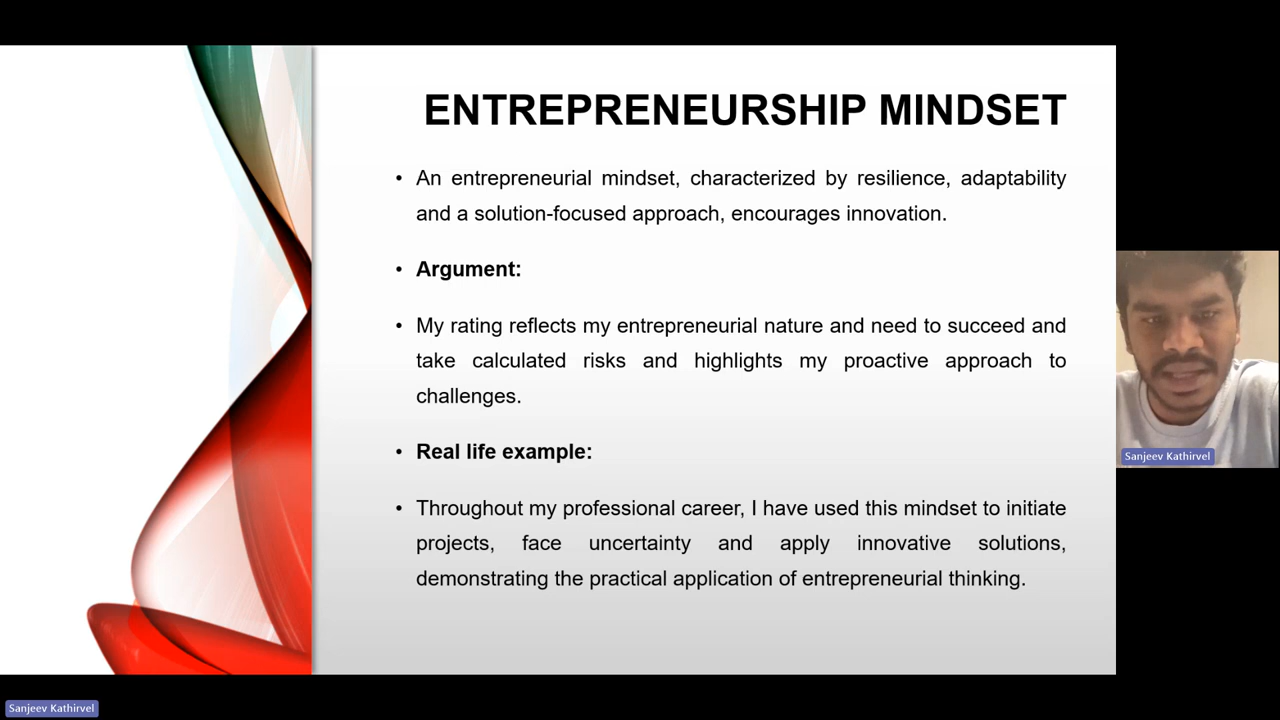 ENTREPRENEURSHIP MINDSET
• An entrepreneurial mindset, characterized by resilience, adaptability
and a solution-focused approach, encourages innovation.
• Argument:
• My rating reflects my entrepreneurial nature and need to succeed and
take calculated risks and highlights my proactive approach to
challenges.
• Real life example:
• Throughout my professional career, I have used this mindset to initiate
projects, face uncertainty and apply innovative solutions,
demonstrating the practical application of entrepreneurial thinking.
Sanjeev Kathirvel
Sanjeev Kathirvel